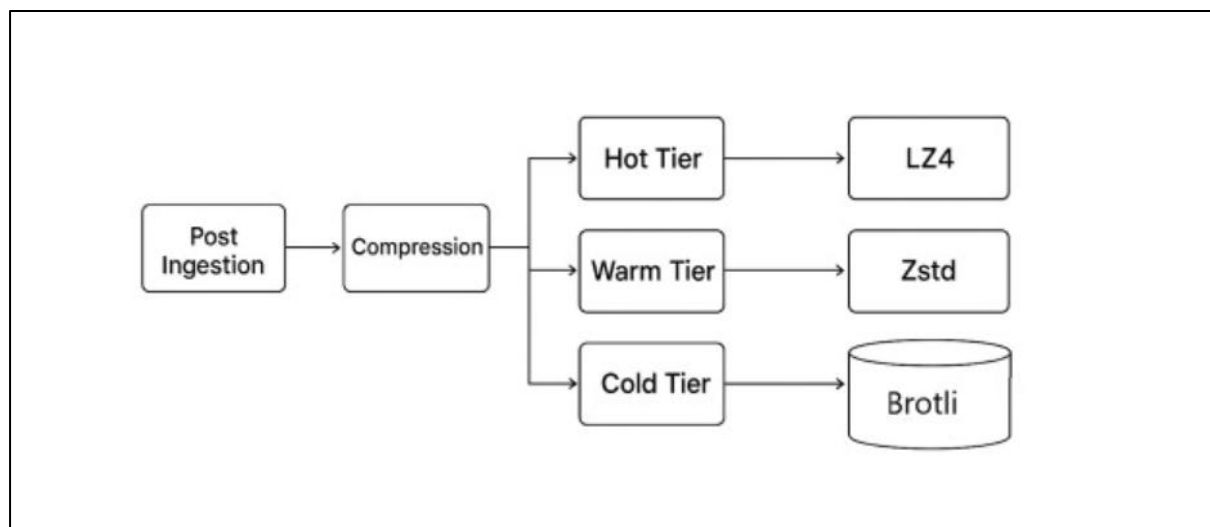 Post
Ingestion
Compression
Hot Tier
LZ4
Warm Tier
Zstd
Cold Tier
Brotli